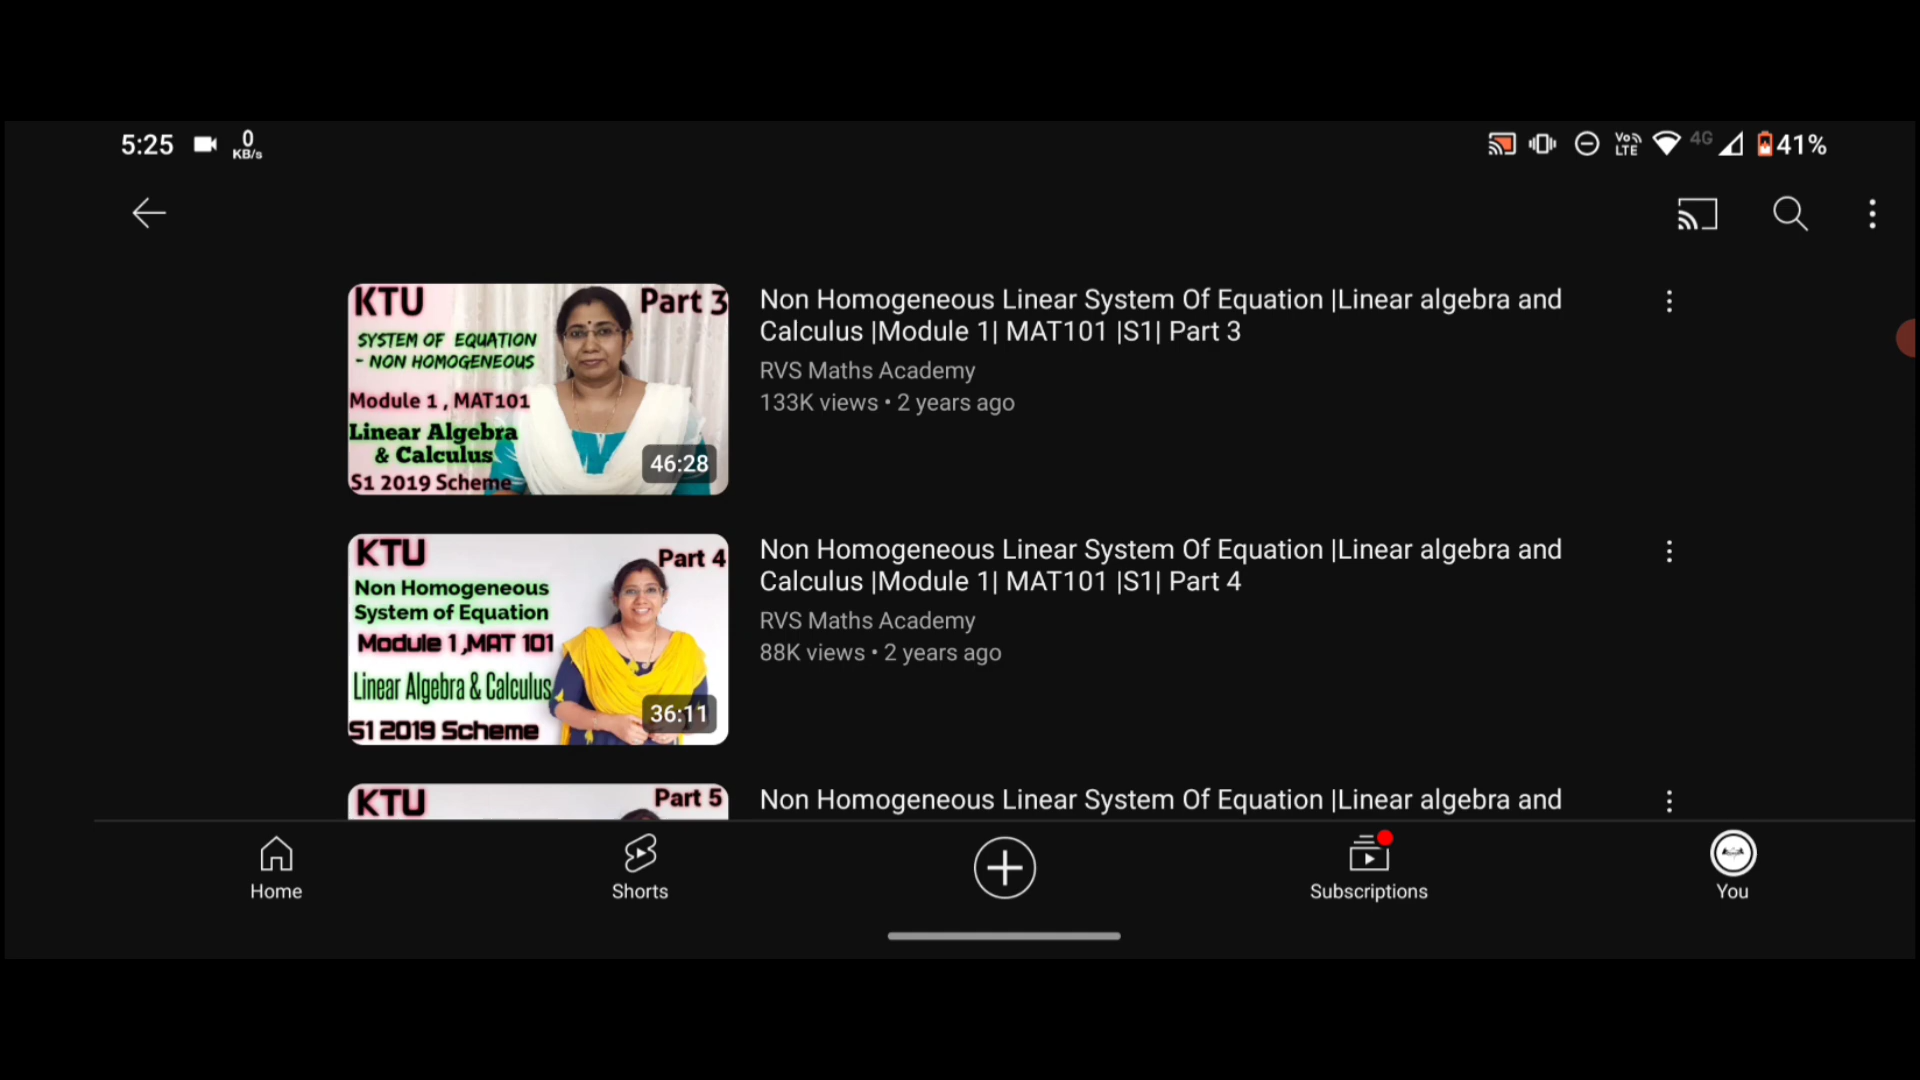 5:25
0
KB/s
Vo
LTE
4G
41%
KTU
Part 3
SYSTEM OF EQUATION
- NON HOMOGENEOUS
Module 1 , MAT101
Linear Algebra
& Calculus
S1 2019 Scheme
46:28
Non Homogeneous Linear System Of Equation |Linear algebra and
Calculus |Module 1| MAT101 |S1| Part 3
RVS Maths Academy
133K views • 2 years ago
KTU
Part 4
Non Homogeneous
System of Equation
Module 1 ,MAT 101
Linear Algebra & Calculus
S1 2019 Scheme
36:11
Non Homogeneous Linear System Of Equation |Linear algebra and
Calculus |Module 1| MAT101 |S1| Part 4
RVS Maths Academy
88K views • 2 years ago
KTU
Part 5
Non Homogeneous Linear System Of Equation |Linear algebra and
Home
Shorts
Subscriptions
You